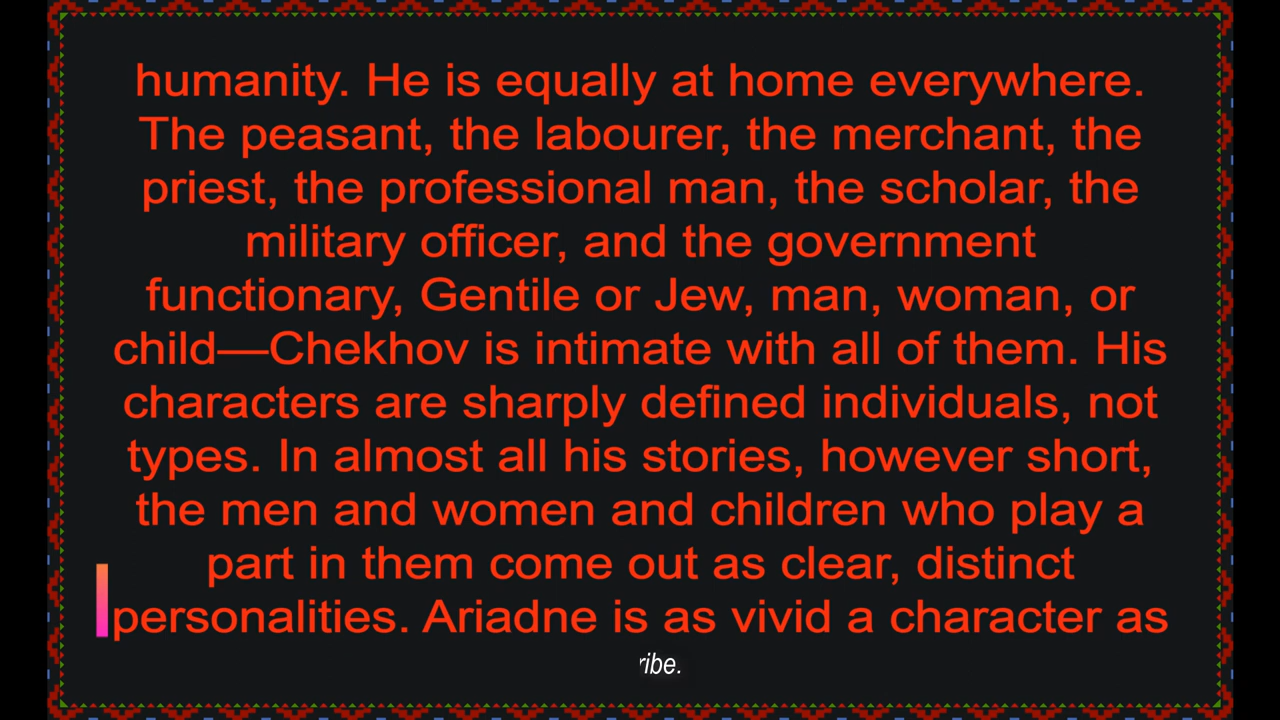 humanity. He is equally at home everywhere.
The peasant, the labourer, the merchant, the
priest, the professional man, the scholar, the
military officer, and the government
functionary, Gentile or Jew, man, woman, or
child—Chekhov is intimate with all of them. His
characters are sharply defined individuals, not
types. In almost all his stories, however short,
the men and women and children who play a
part in them come out as clear, distinct
personalities. Ariadne is as vivid a character as
ribe.